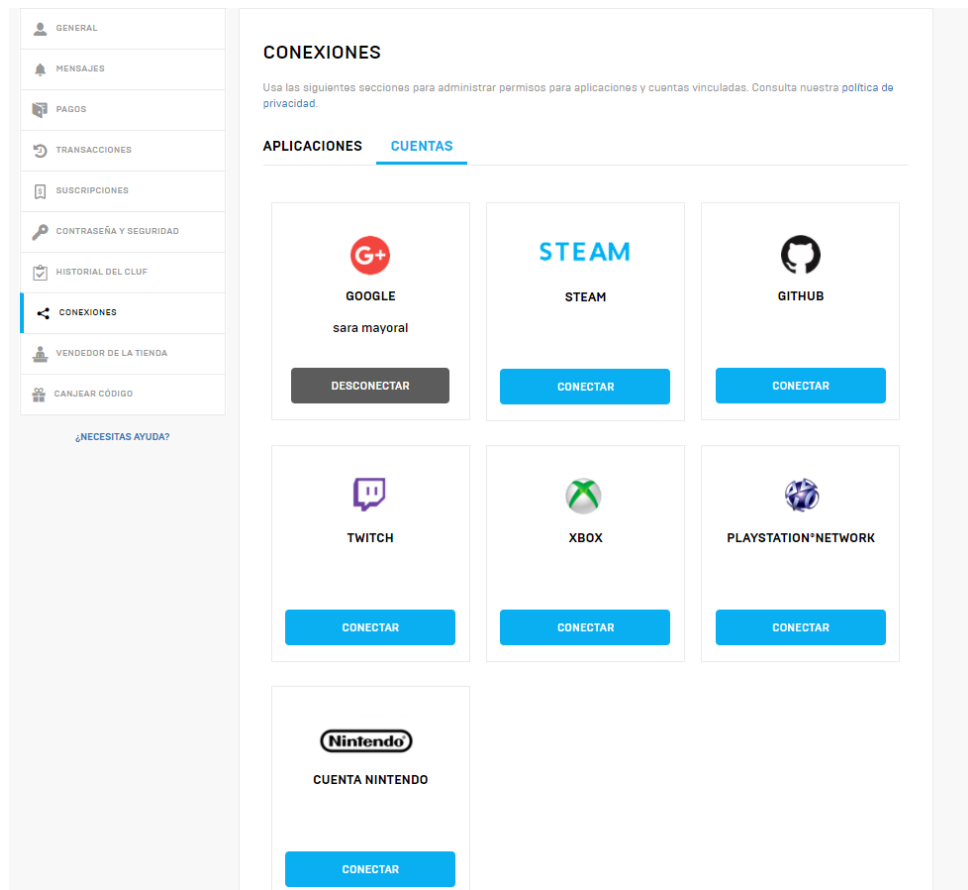 GENERAL
MENSAJES
PAGOS
TRANSACCIONES
SUSCRIPCIONES
CONTRASEÑA Y SEGURIDAD
HISTORIAL DEL CLUF
CONEXIONES
VENDEDOR DE LA TIENDA
CANJEAR CÓDIGO
¿NECESITAS AYUDA?
CONEXIONES
Usa las siguientes secciones para administrar permisos para aplicaciones y cuentas vinculadas. Consulta nuestra política de
privacidad.
APLICACIONES CUENTAS
G+
GOOGLE
sara mayoral
DESCONECTAR
STEAM
STEAM
CONECTAR
GITHUB
CONECTAR
TWITCH
CONECTAR
XBOX
CONECTAR
PLAYSTATION®NETWORK
CONECTAR
Nintendo
CUENTA NINTENDO
CONECTAR